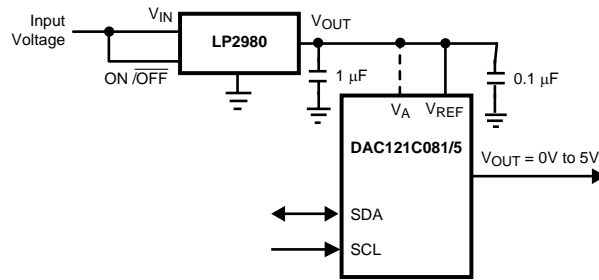 Input
Voltage
V_IN
LP2980
V_OUT
ON /OFF
1 μF
0.1 μF
V_A
V_REF
DAC121C081/5
V_OUT = 0V to 5V
SDA
SCL